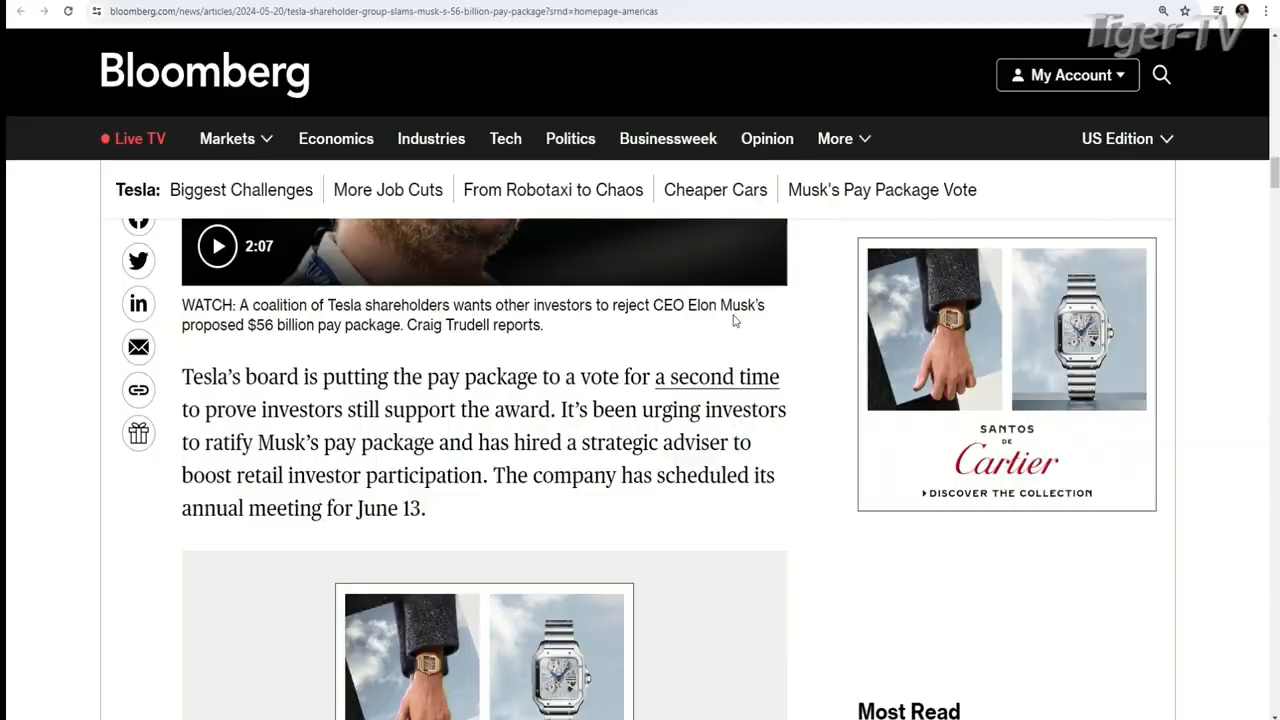 bloomberg.com/news/articles/2024-05-20/tesla-shareholder-group-slams-musk-s-56-billion-pay-package?srnd=homepage-americas
Tiger-TV
Bloomberg
My Account
Live TV
Markets
Economics
Industries
Tech
Politics
Businessweek
Opinion
More
US Edition
Tesla:
Biggest Challenges
More Job Cuts
From Robotaxi to Chaos
Cheaper Cars
Musk's Pay Package Vote
2:07
WATCH: A coalition of Tesla shareholders wants other investors to reject CEO Elon Musk's
proposed $56 billion pay package. Craig Trudell reports.
Tesla's board is putting the pay package to a vote for a second time
to prove investors still support the award. It's been urging investors
to ratify Musk's pay package and has hired a strategic adviser to
boost retail investor participation. The company has scheduled its
annual meeting for June 13.
SANTOS
DE
Cartier
DISCOVER THE COLLECTION
Most Read